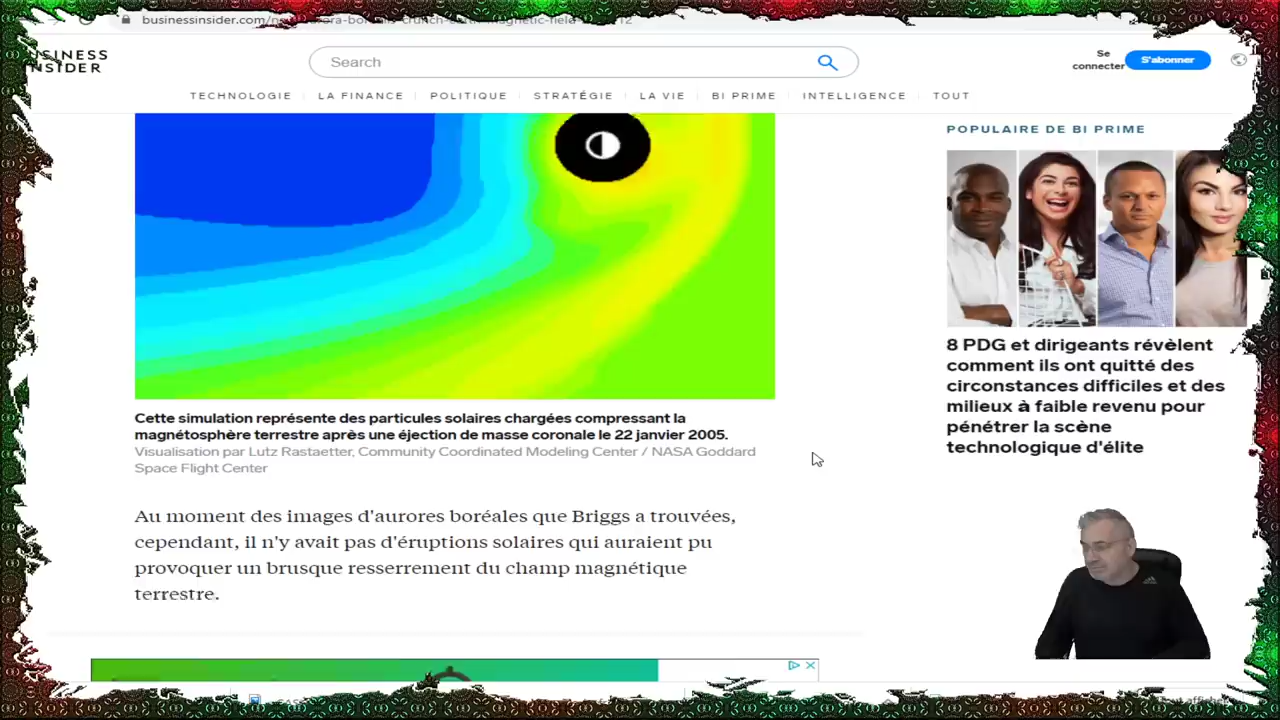 businessinsider.com/
USINESS
NSIDER
Search
Se
connecter
S'abonner
TECHNOLOGIE
LA FINANCE
POLITIQUE
STRATÉGIE
LA VIE
BI PRIME
INTELLIGENCE
TOUT
POPULAIRE DE BI PRIME
8 PDG et dirigeants révèlent
comment ils ont quitté des
circonstances difficiles et des
milieux à faible revenu pour
pénétrer la scène
technologique d'élite
Cette simulation représente des particules solaires chargées compressant la
magnétosphère terrestre après une éjection de masse coronale le 22 janvier 2005.
Visualisation par Lutz Rastaetter, Community Coordinated Modeling Center / NASA Goddard
Space Flight Center
Au moment des images d'aurores boréales que Briggs a trouvées,
cependant, il n'y avait pas d'éruptions solaires qui auraient pu
provoquer un brusque resserrement du champ magnétique
terrestre.